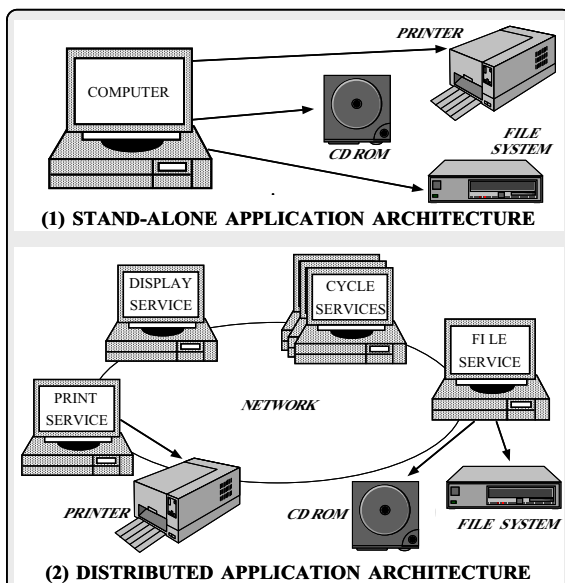 PRINTER
COMPUTER
CD ROM
FILE
SYSTEM
(1) STAND-ALONE APPLICATION ARCHITECTURE
DISPLAY
SERVICE
CYCLE
SERVICES
FI LE
SERVICE
PRINT
SERVICE
NETWORK
PRINTER
CD ROM
FILE SYSTEM
(2) DISTRIBUTED APPLICATION ARCHITECTURE